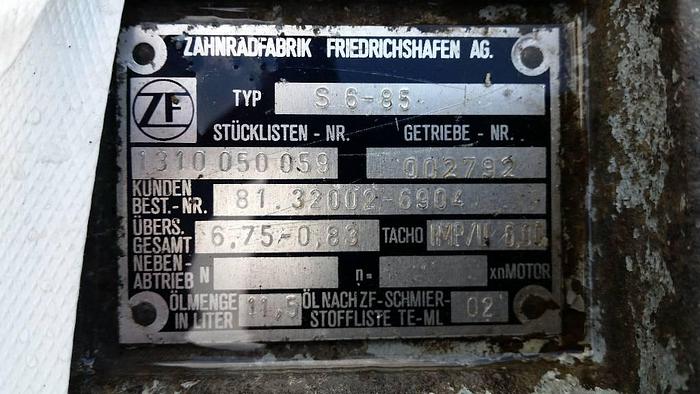 ZAHNRADFABRIK FRIEDRICHSHAFEN AG.
ZF TYP S 6-85
STÜCKLISTEN - NR. GETRIEBE - NR..
1310 050 059 002792
KUNDEN BEST.-NR. 81.32002-6904
ÜBERS. GESAMT 6,75-0,83 TACHO
NEBEN-ABTRIEB N n= xnMOTOR
ÖLMENGE IN LITER 11,5 ÖL NACH ZF-SCHMIER-STOFFLISTE TE-ML 02